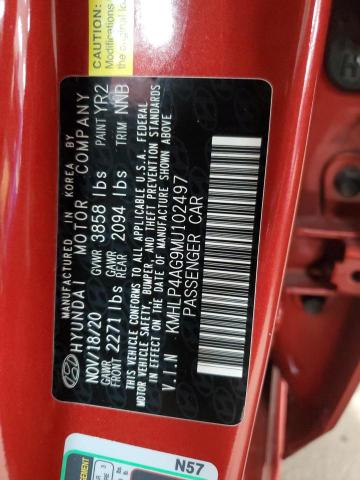 CAUTION:
MANUFACTURED IN KOREA BY
HYUNDAI MOTOR COMPANY
NOV/18/20 GVWR 3858 lbs PAINT YR2
GAWR FRONT 2271 lbs GAWR REAR 2094 lbs TRIM NNB
THIS VEHICLE CONFORMS TO ALL APPLICABLE U.S.A. FEDERAL
MOTOR VEHICLE SAFETY, BUMPER, AND THEFT PREVENTION STANDARDS
IN EFFECT ON THE DATE OF MANUFACTURE SHOWN ABOVE.
V.I.N KMHLP4AG9MU102497
PASSENGER CAR
N57